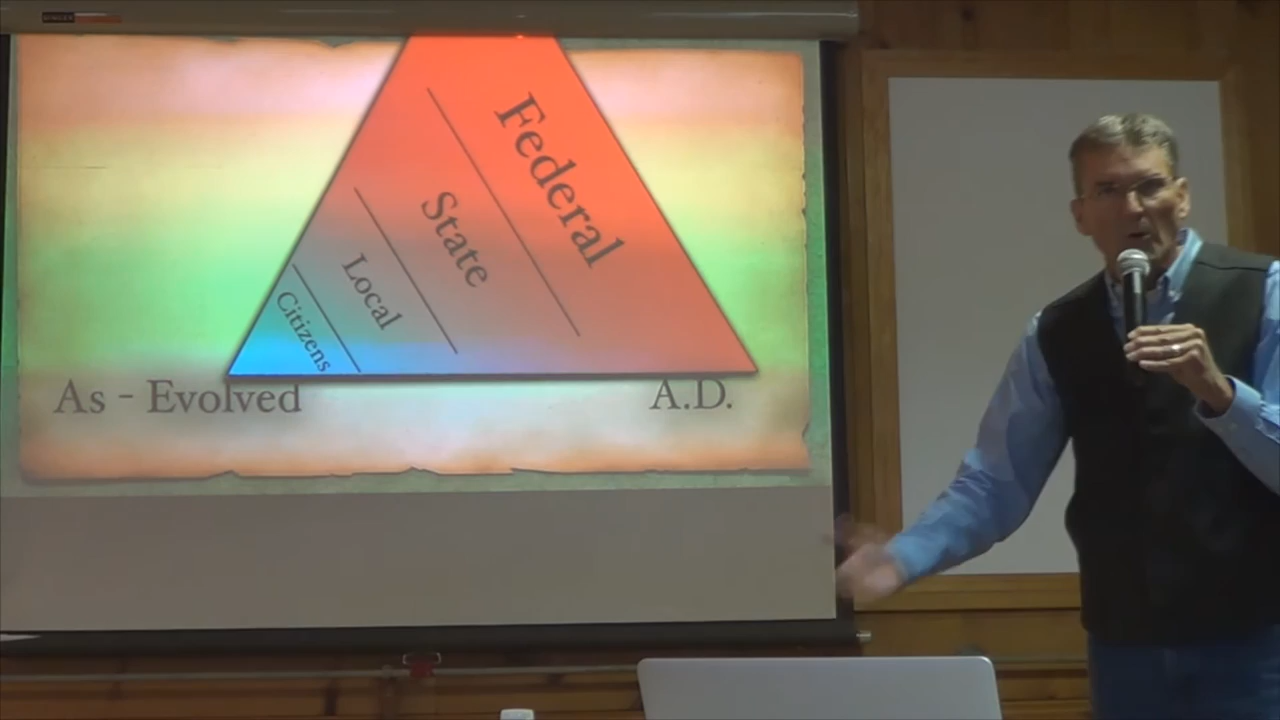 Federal
State
Local
Citizens
As - Evolved
A.D.